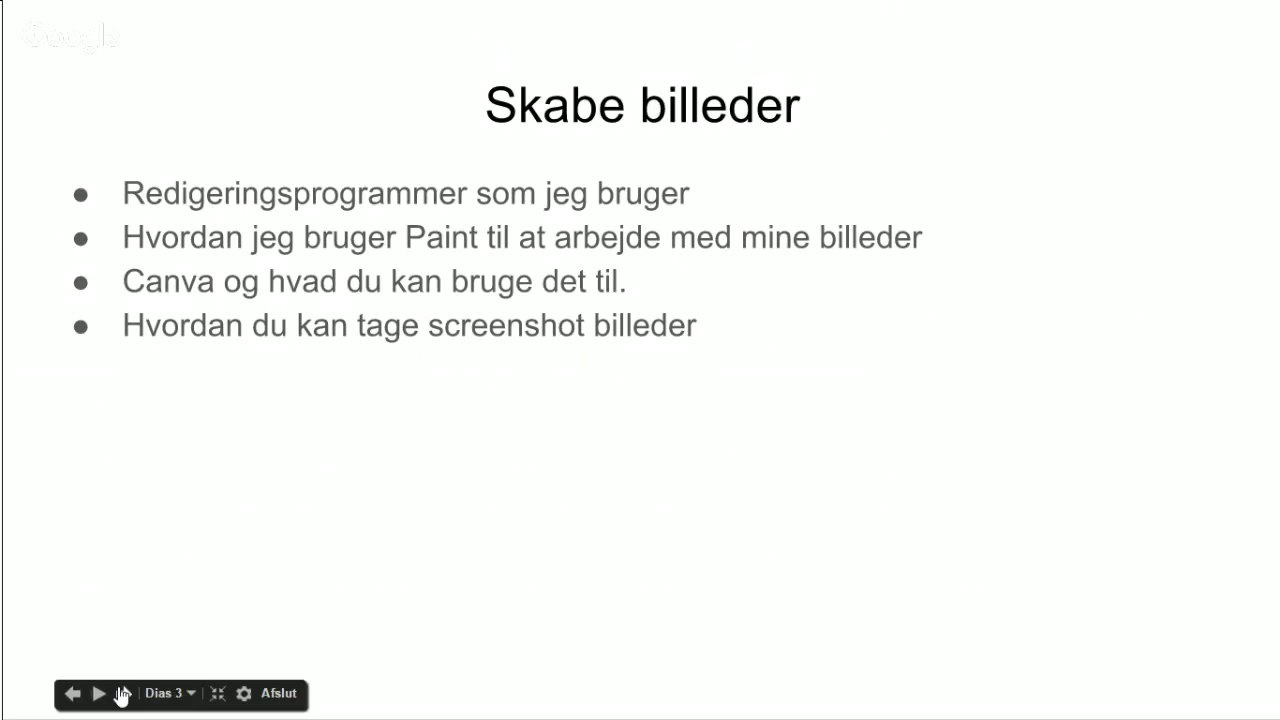 Google
Skabe billeder
● Redigeringsprogrammer som jeg bruger
● Hvordan jeg bruger Paint til at arbejde med mine billeder
● Canva og hvad du kan bruge det til.
● Hvordan du kan tage screenshot billeder
Dias 3 Afslut